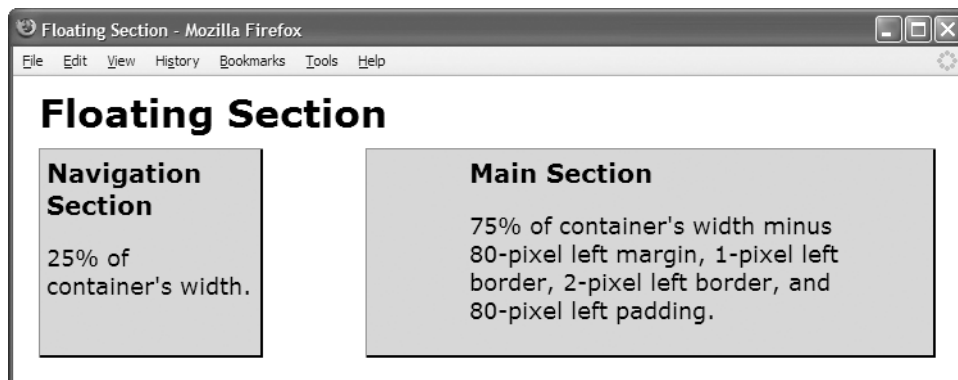 Floating Section - Mozilla Firefox
File Edit View History Bookmarks Tools Help
Floating Section
Navigation
Section
25% of
container's width.
Main Section
75% of container's width minus
80-pixel left margin, 1-pixel left
border, 2-pixel left border, and
80-pixel left padding.